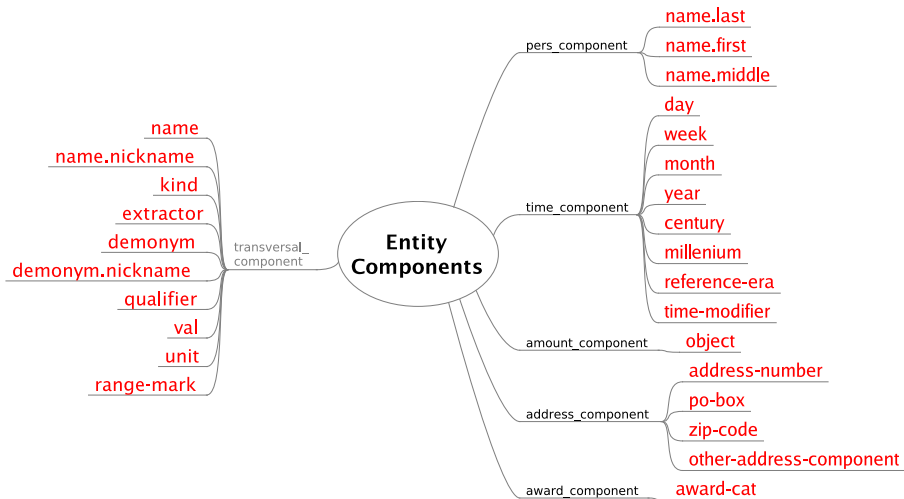 name
name.nickname
kind
extractor
demonym
demonym.nickname
qualifier
val
unit
range-mark
transversal_
component
Entity
Components
pers_component
name.last
name.first
name.middle
time_component
day
week
month
year
century
millenium
reference-era
time-modifier
amount_component
object
address_component
address-number
po-box
zip-code
other-address-component
award_component
award-cat